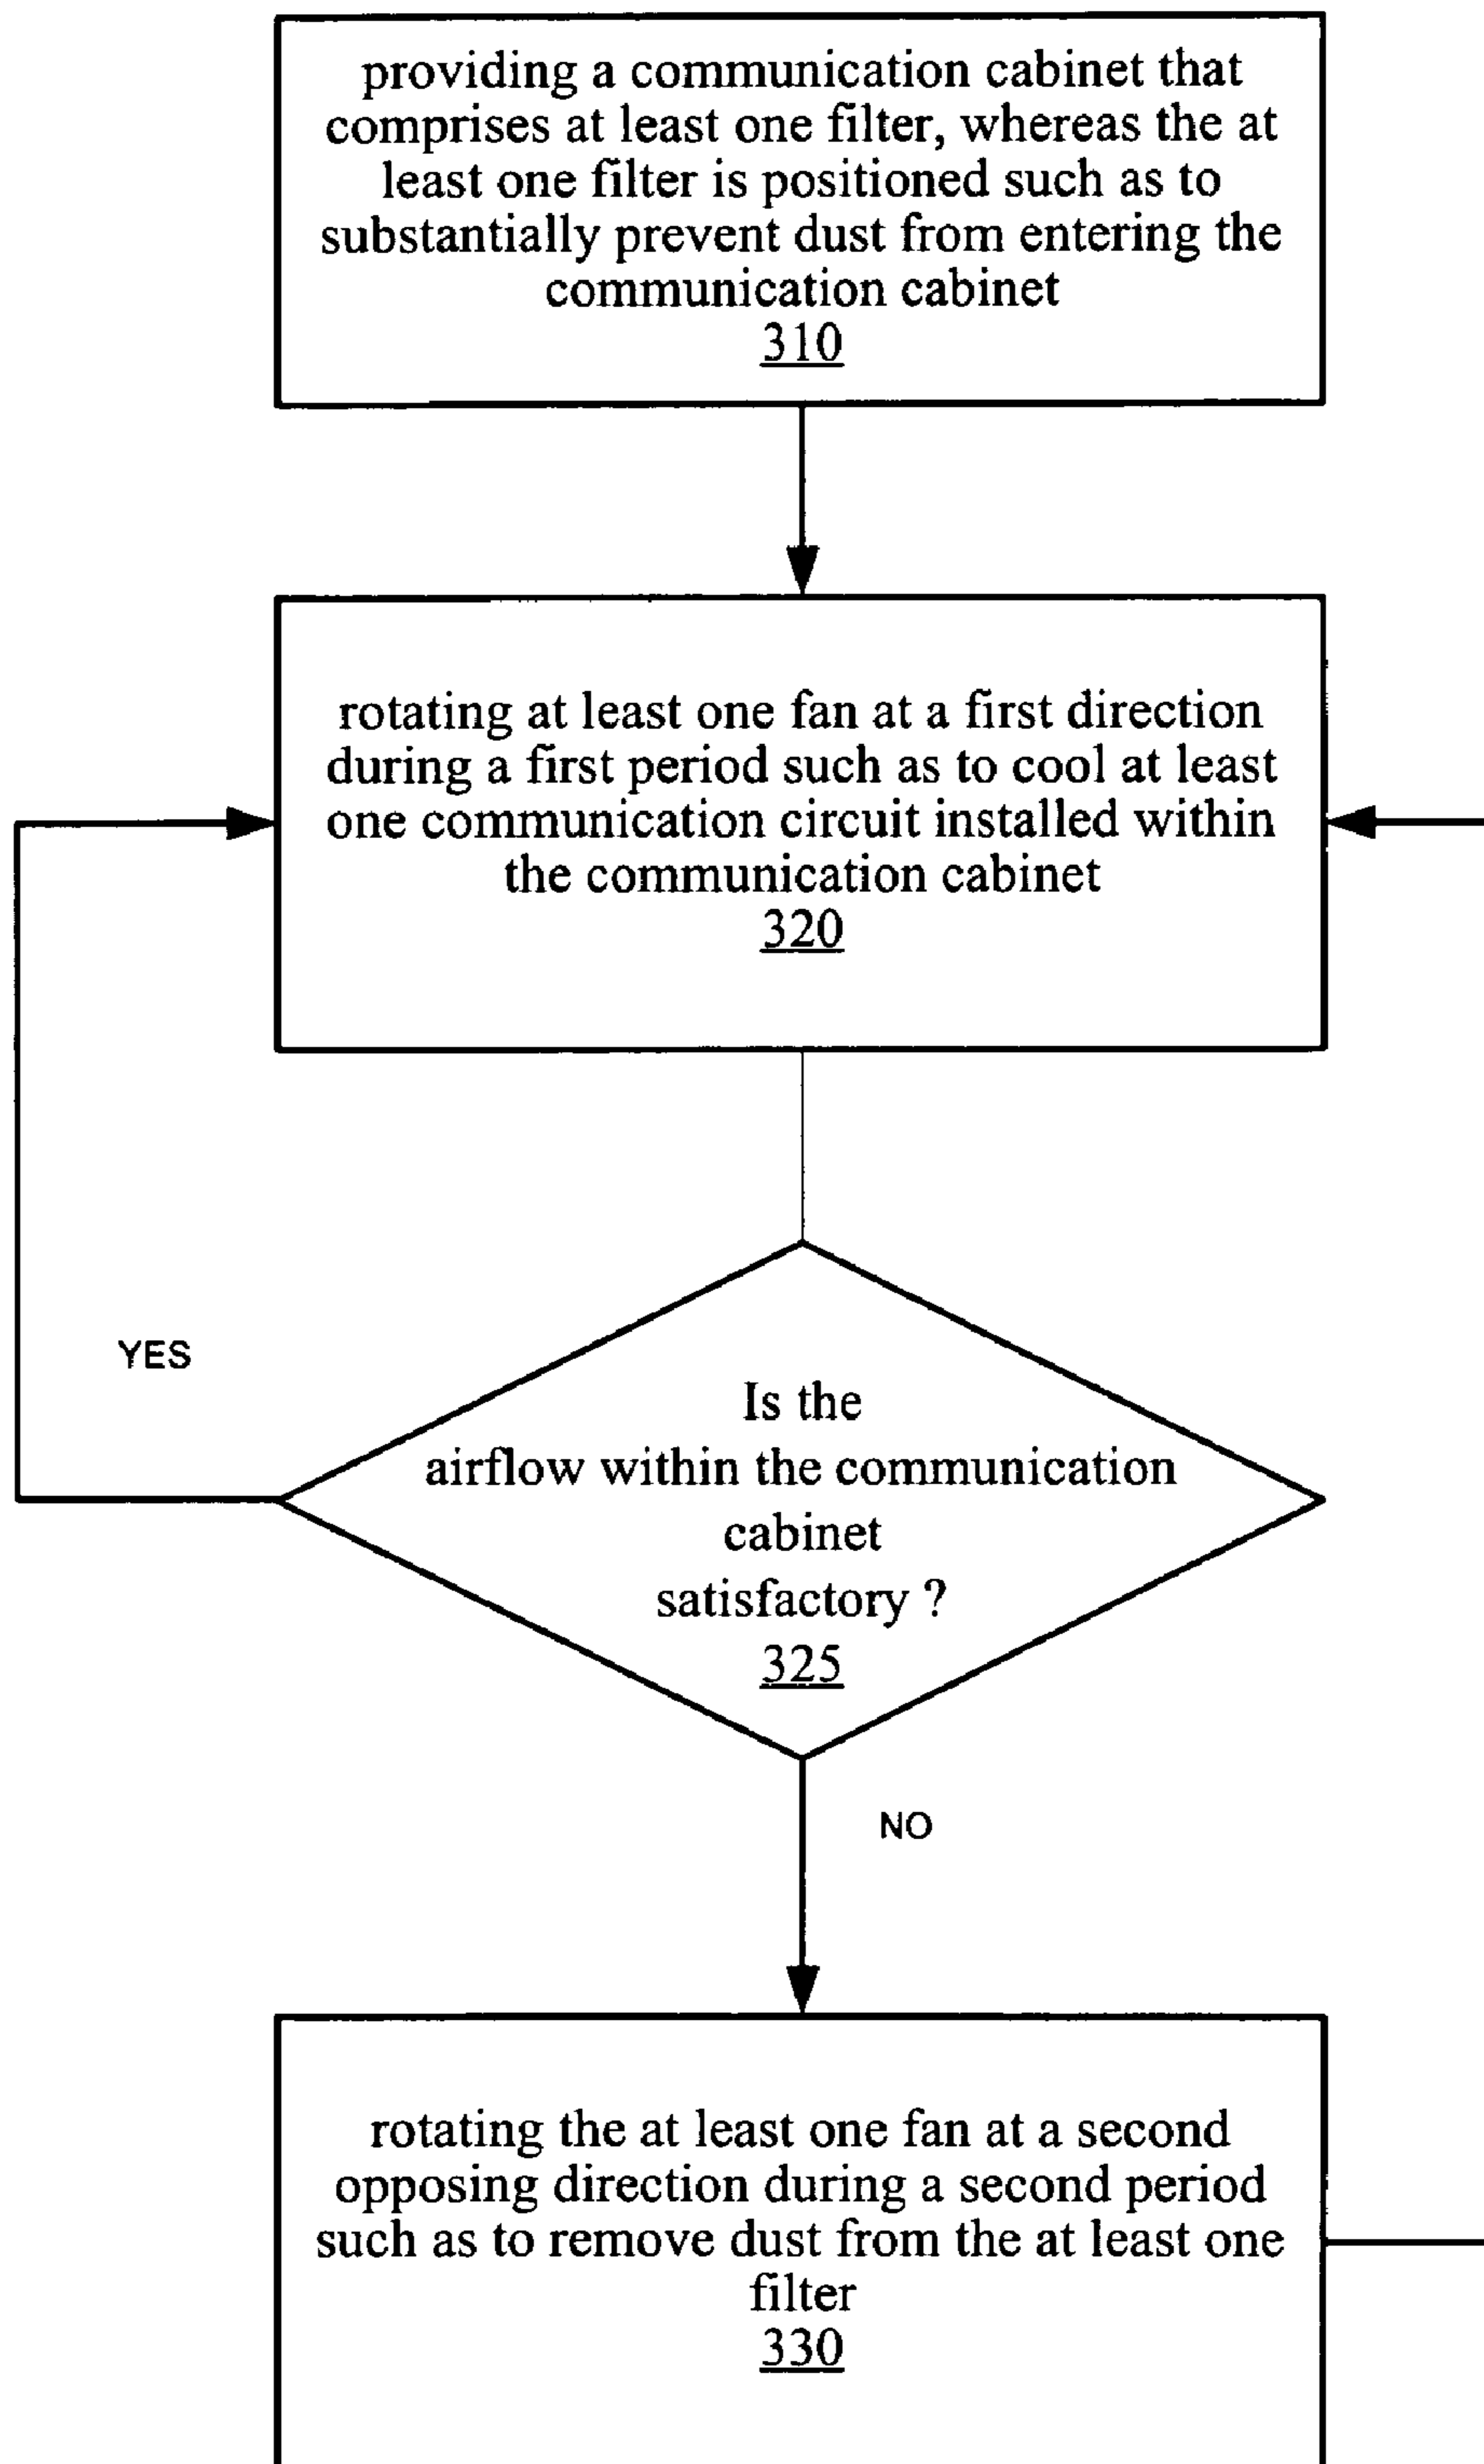 providing a communication cabinet that
comprises at least one filter, whereas the at
least one filter is positioned such as to
substantially prevent dust from entering the
communication cabinet
310
rotating at least one fan at a first direction
during a first period such as to cool at least
one communication circuit installed within
the communication cabinet
320
YES
Is the
airflow within the communication
cabinet
satisfactory ?
325
NO
rotating the at least one fan at a second
opposing direction during a second period
such as to remove dust from the at least one
filter
330